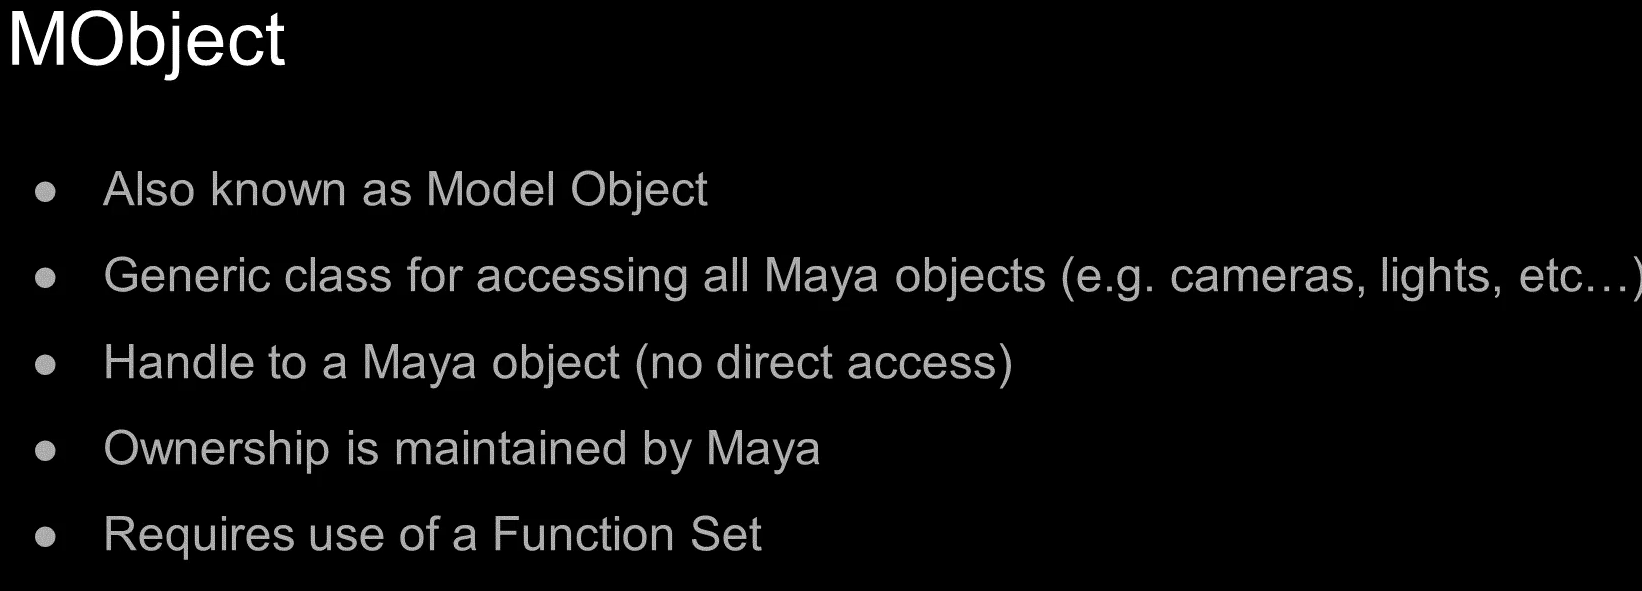 MObject
● Also known as Model Object
● Generic class for accessing all Maya objects (e.g. cameras, lights, etc…)
● Handle to a Maya object (no direct access)
● Ownership is maintained by Maya
● Requires use of a Function Set